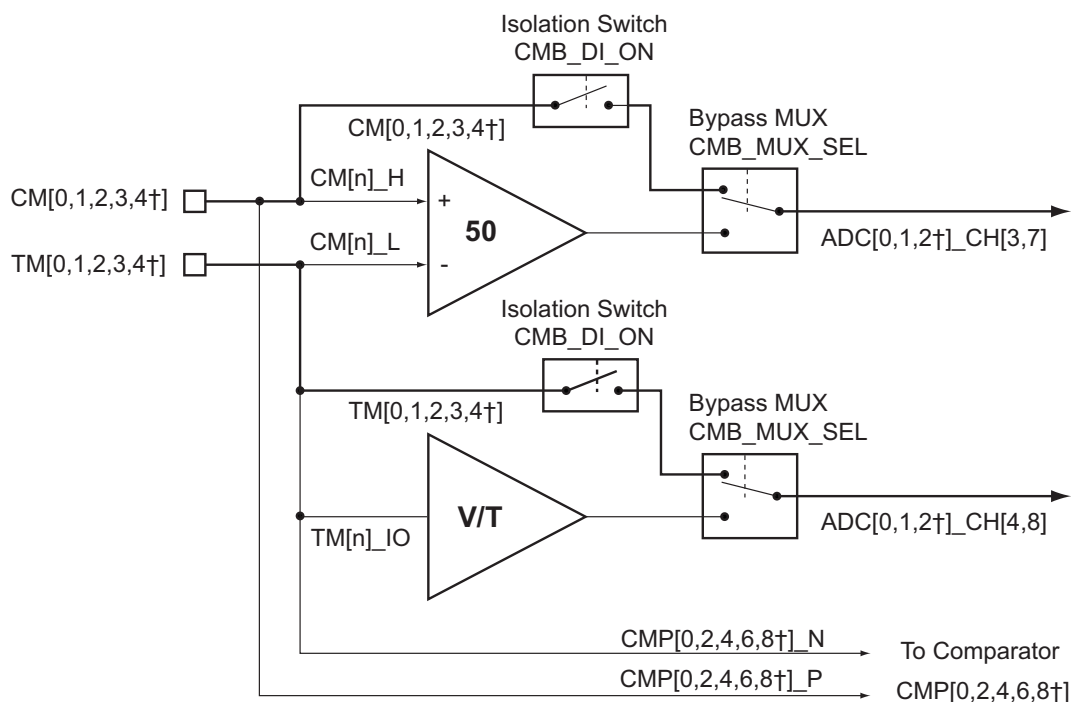 Isolation Switch
CMB_DI_ON
CM[0,1,2,3,4†]
Bypass MUX
CMB_MUX_SEL
CM[n]_H
CM[0,1,2,3,4†]
+
50
CM[n]_L
TM[0,1,2,3,4†]
-
ADC[0,1,2†]_CH[3,7]
Isolation Switch
CMB_DI_ON
TM[0,1,2,3,4†]
Bypass MUX
CMB_MUX_SEL
V/T
TM[n]_IO
ADC[0,1,2†]_CH[4,8]
CMP[0,2,4,6,8†]_N
To Comparator
CMP[0,2,4,6,8†]_P
CMP[0,2,4,6,8†]